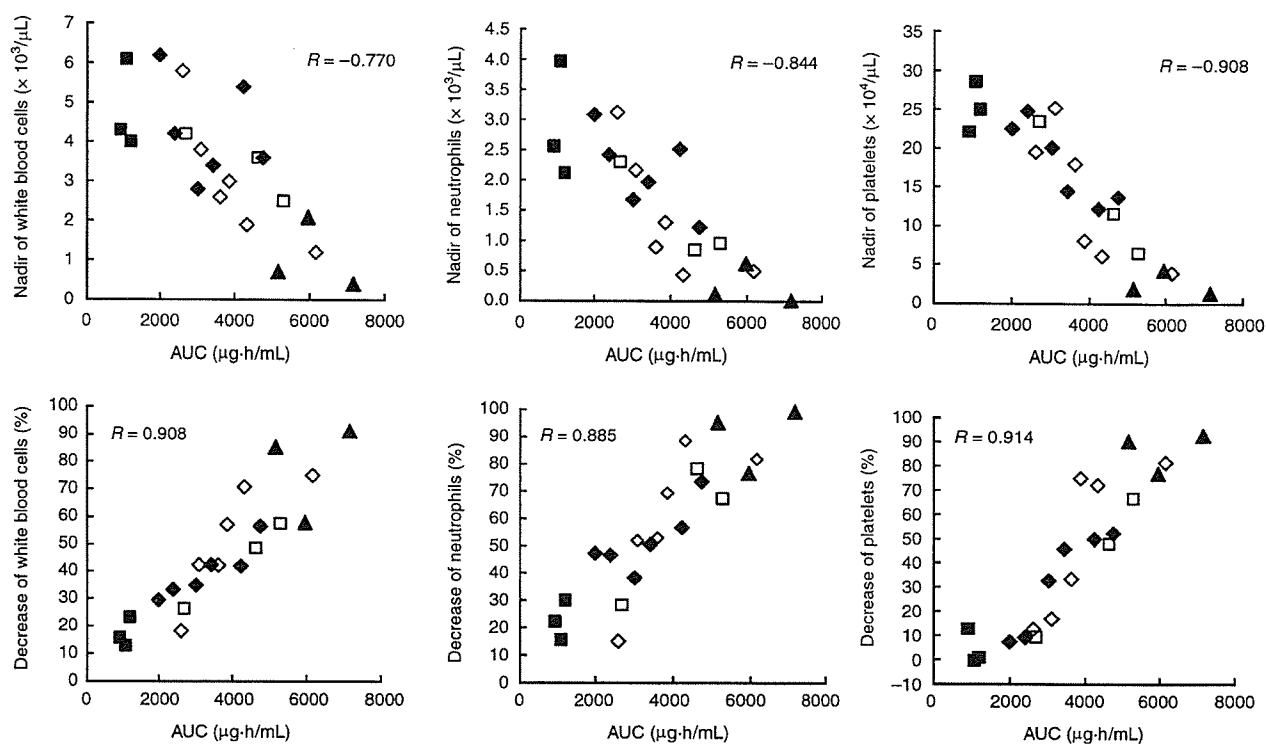 Nadir of white blood cells (× 10³/μL)
7
6
5
4
3
2
1
0
R = −0.770
0 2000 4000 6000 8000
AUC (μg·h/mL)
Nadir of neutrophils (× 10³/μL)
4.5
4.0
3.5
3.0
2.5
2.0
1.5
1.0
0.5
0.0
R = −0.844
0 2000 4000 6000 8000
AUC (μg·h/mL)
Nadir of platelets (× 10⁴/μL)
35
30
25
20
15
10
5
0
R = −0.908
0 2000 4000 6000 8000
AUC (μg·h/mL)
Decrease of white blood cells (%)
100
90
80
70
60
50
40
30
20
10
0
R = 0.908
0 2000 4000 6000 8000
AUC (μg·h/mL)
Decrease of neutrophils (%)
100
90
80
70
60
50
40
30
20
10
0
R = 0.885
0 2000 4000 6000 8000
AUC (μg·h/mL)
Decrease of platelets (%)
100
90
80
70
60
50
40
30
20
10
0
−10
R = 0.914
0 2000 4000 6000 8000
AUC (μg·h/mL)